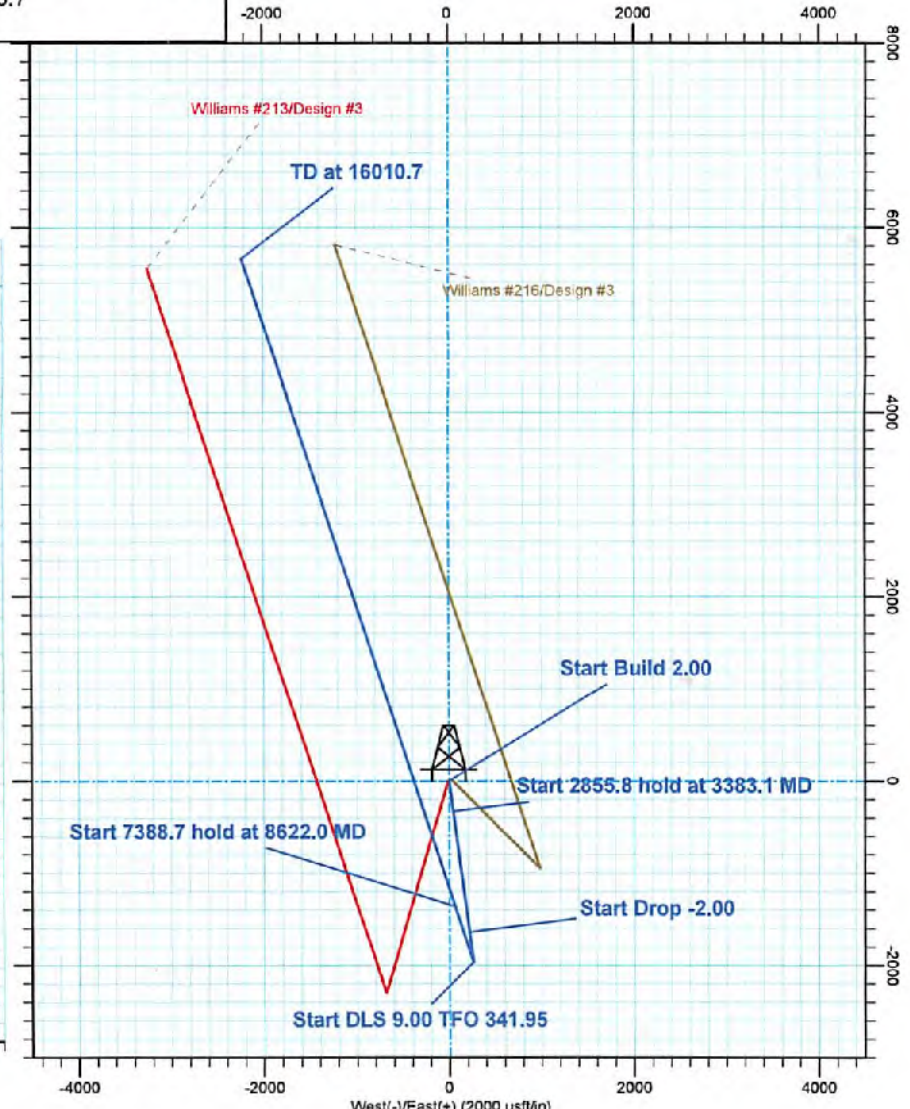 -2000 0 2000 4000
8000
Williams #213/Design #3
TD at 16010.7
6000
Williams #216/Design #3
4000
2000
Start Build 2.00
0
Start 2855.8 hold at 3383.1 MD
Start 7388.7 hold at 8622.0 MD
Start Drop -2.00
-2000
Start DLS 9.00 TFO 341.95
-4000 -2000 0 2000 4000
West(-)/East(+) (2000 usft/in)